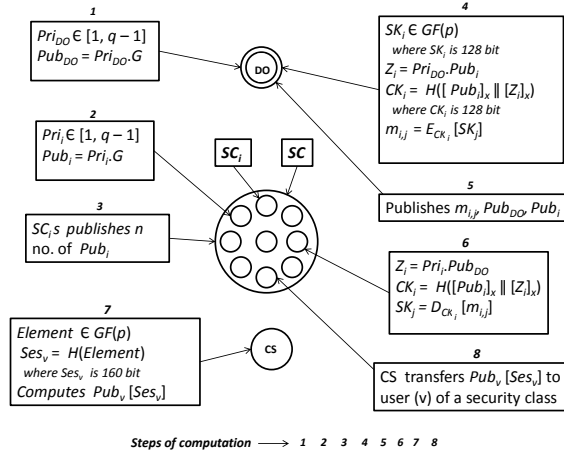 1
Pri_DO Є [1, q − 1]
Pub_DO = Pri_DO.G
DO
4
SK_i Є GF(p)
where SK_i is 128 bit
Z_i = Pri_DO.Pub_i
CK_i = H([ Pub_i]_x ǁ [Z_i]_x)
where CK_i is 128 bit
m_i,j = E_CK_i [SK_j]
2
Pri_i Є [1, q − 1]
Pub_i = Pri_i.G
SC_i
SC
3
SC_i s publishes n
no. of Pub_i
5
Publishes m_i,j, Pub_DO, Pub_i
6
Z_i = Pri_i.Pub_DO
CK_i = H([Pub_i]_x ǁ [Z_i]_x)
SK_j = D_CK_i [m_i,j]
7
Element Є GF(p)
Ses_v = H(Element)
where Ses_v is 160 bit
Computes Pub_v [Ses_v]
CS
8
CS transfers Pub_v [Ses_v] to
user (v) of a security class
Steps of computation → 1 2 3 4 5 6 7 8